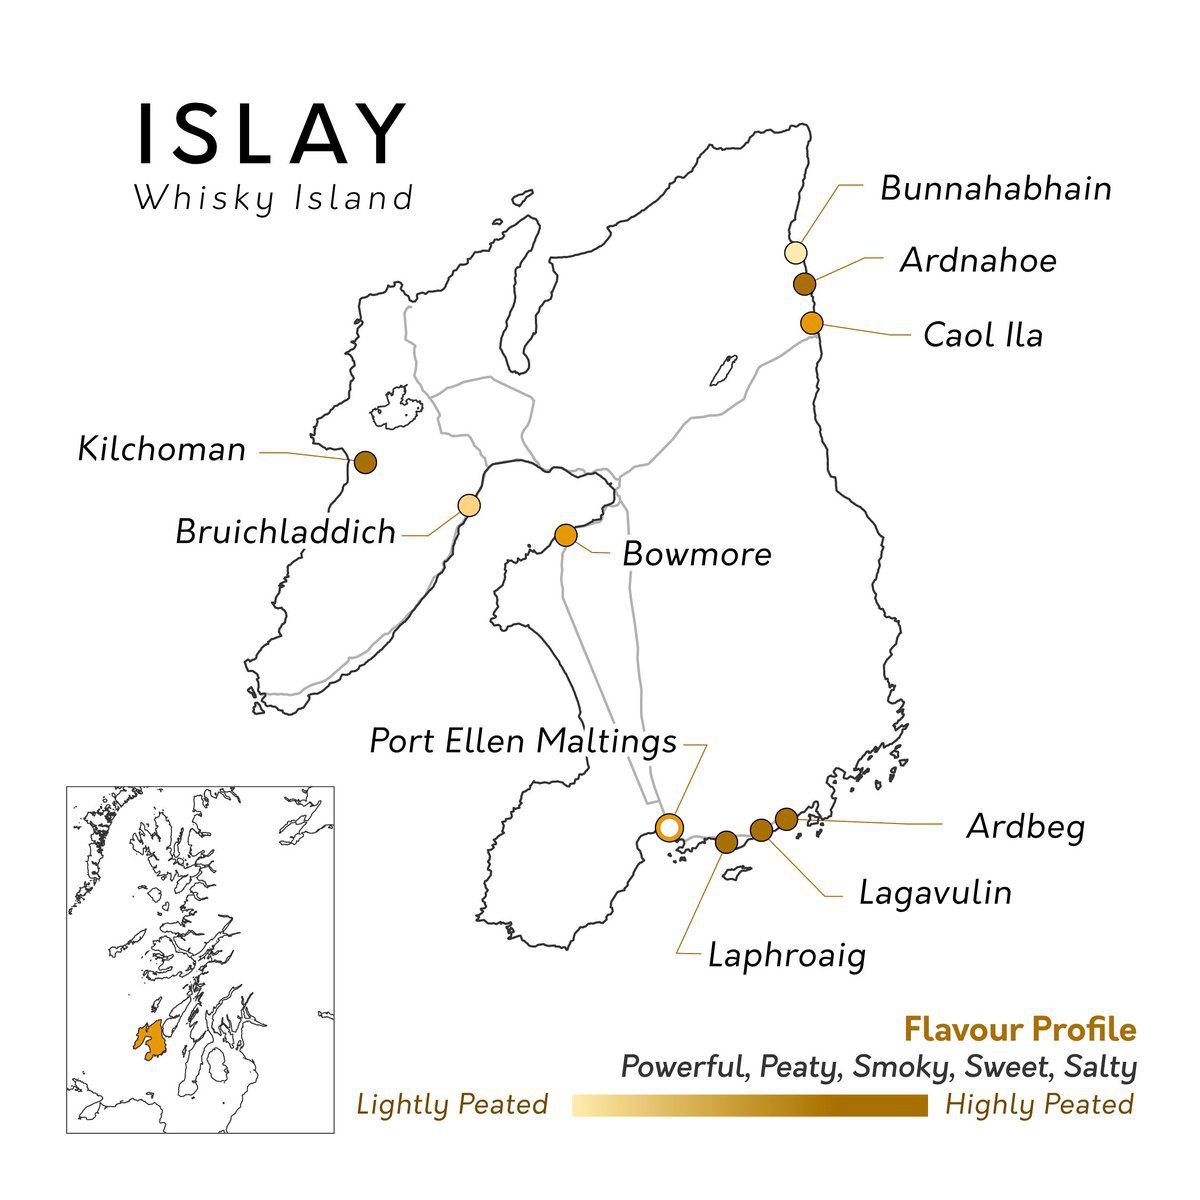 ISLAY
Whisky Island
Bunnahabhain
Ardnahoe
Caol Ila
Kilchoman
Bruichladdich
Bowmore
Port Ellen Maltings
Ardbeg
Lagavulin
Laphroaig
Flavour Profile
Powerful, Peaty, Smoky, Sweet, Salty
Lightly Peated
Highly Peated